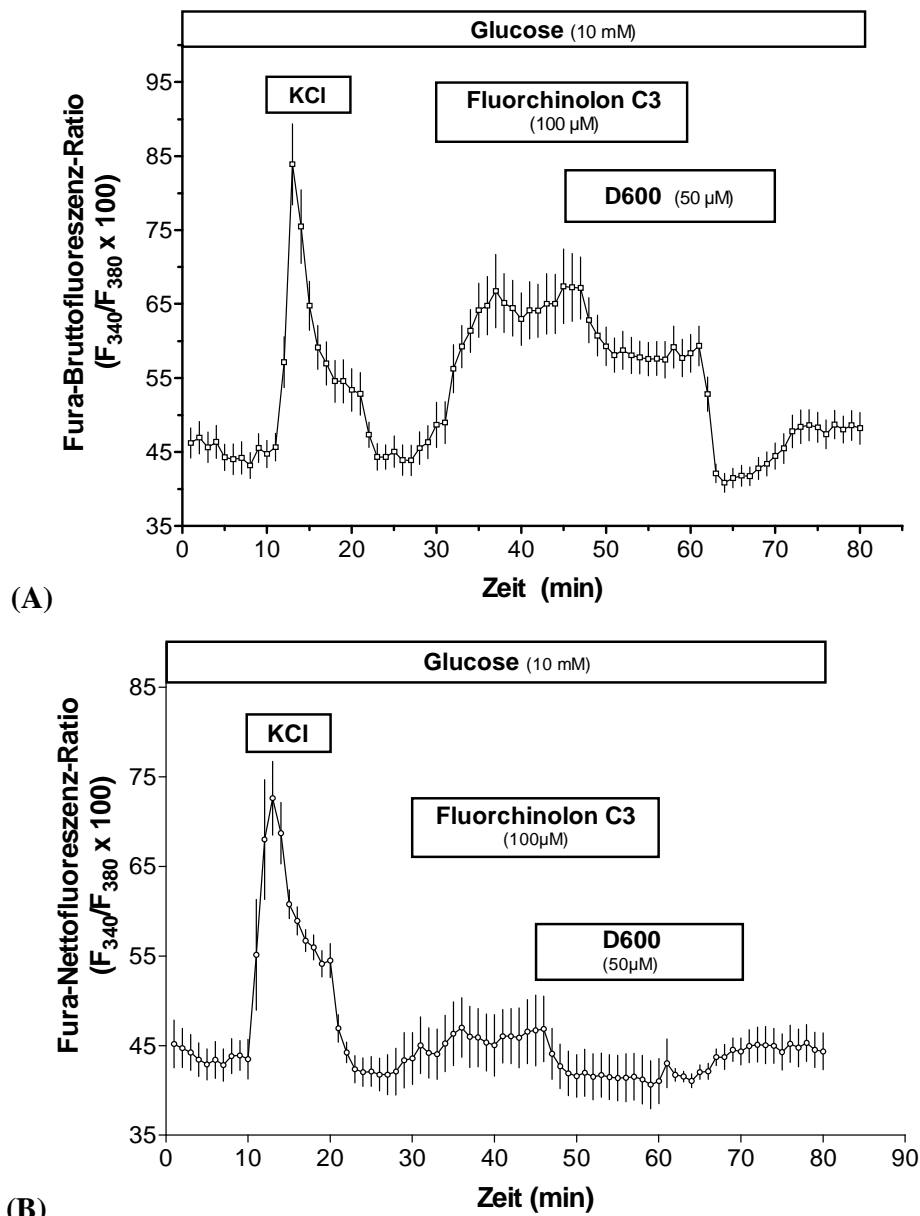 Glucose (10 mM)
KCl
Fluorchinolon C3
(100 µM)
D600 (50 µM)
Fura-Bruttofluoreszenz-Ratio
(F340/F380 x 100)
95
85
75
65
55
45
35
0 10 20 30 40 50 60 70 80
Zeit (min)
(A)
Glucose (10 mM)
KCl
Fluorchinolon C3
(100µM)
D600
(50µM)
Fura-Nettofluoreszenz-Ratio
(F340/F380 x 100)
85
75
65
55
45
35
0 10 20 30 40 50 60 70 80 90
Zeit (min)
(B)